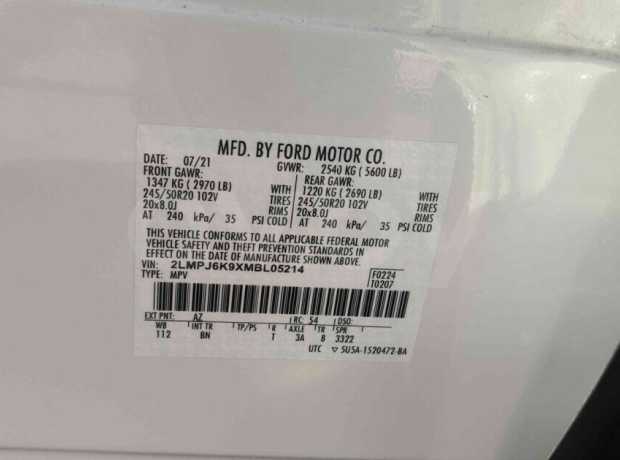 MFD. BY FORD MOTOR CO.
DATE: 07/21 GVWR: 2540 KG ( 5600 LB)
FRONT GAWR: REAR GAWR:
1347 KG ( 2970 LB) WITH 1220 KG ( 2690 LB) WITH
245/50R20 102V TIRES 245/50R20 102V TIRES
20x8.0J RIMS 20x8.0J RIMS
AT 240 kPa/ 35 PSI COLD AT 240 kPa/ 35 PSI COLD
THIS VEHICLE CONFORMS TO ALL APPLICABLE FEDERAL MOTOR
VEHICLE SAFETY AND THEFT PREVENTION STANDARDS IN
EFFECT ON THE DATE OF MANUFACTURE SHOWN ABOVE.
VIN: 2LMPJ6K9XMBL05214 F0224
TYPE: MPV 10207
EXT PNT: AZ RC: 54 DSO:
WB INT TR TP/PS R AXLE TR SPR
112 BN 1 3A 8 3322
UTC ▽ 5U5A-1520472-BA